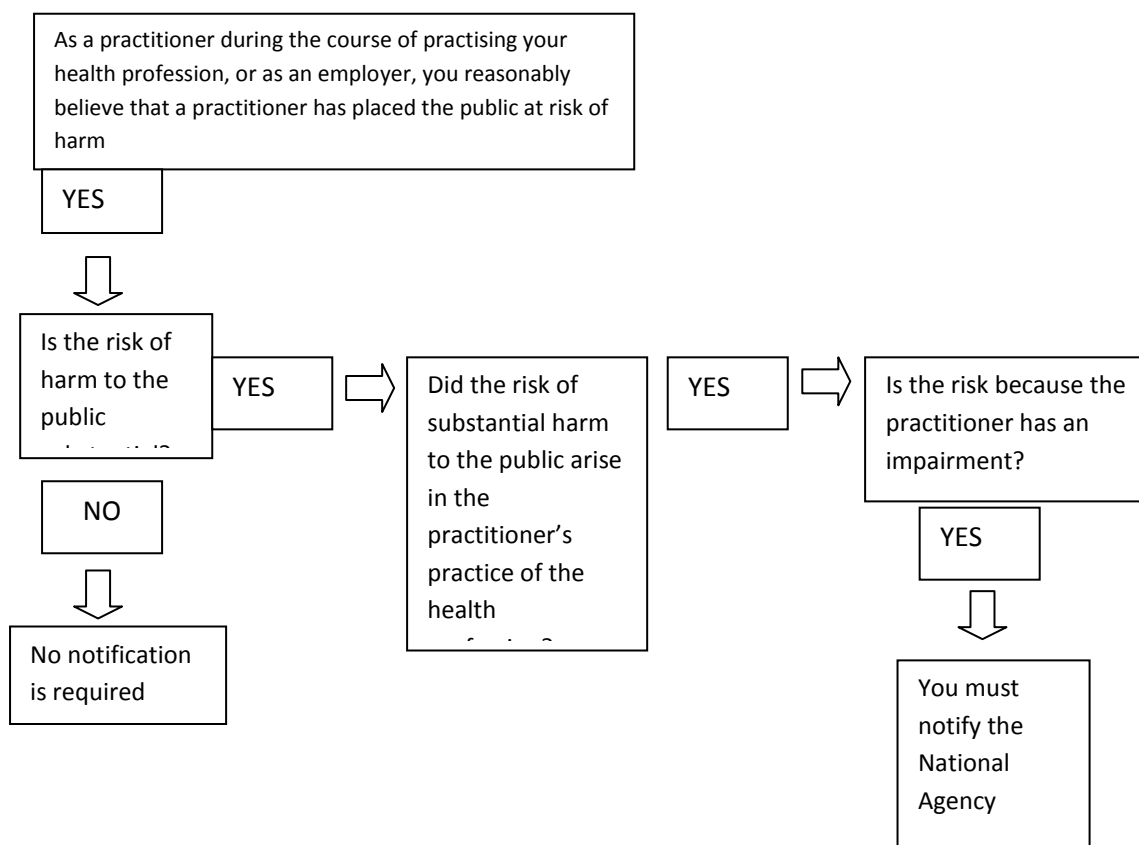 As a practitioner during the course of practising your
health profession, or as an employer, you reasonably
believe that a practitioner has placed the public at risk of
harm
YES
Is the risk of
harm to the
public
YES
Did the risk of
substantial harm
to the public arise
in the
practitioner’s
practice of the
health
YES
Is the risk because the
practitioner has an
impairment?
NO
YES
No notification
is required
You must
notify the
National
Agency